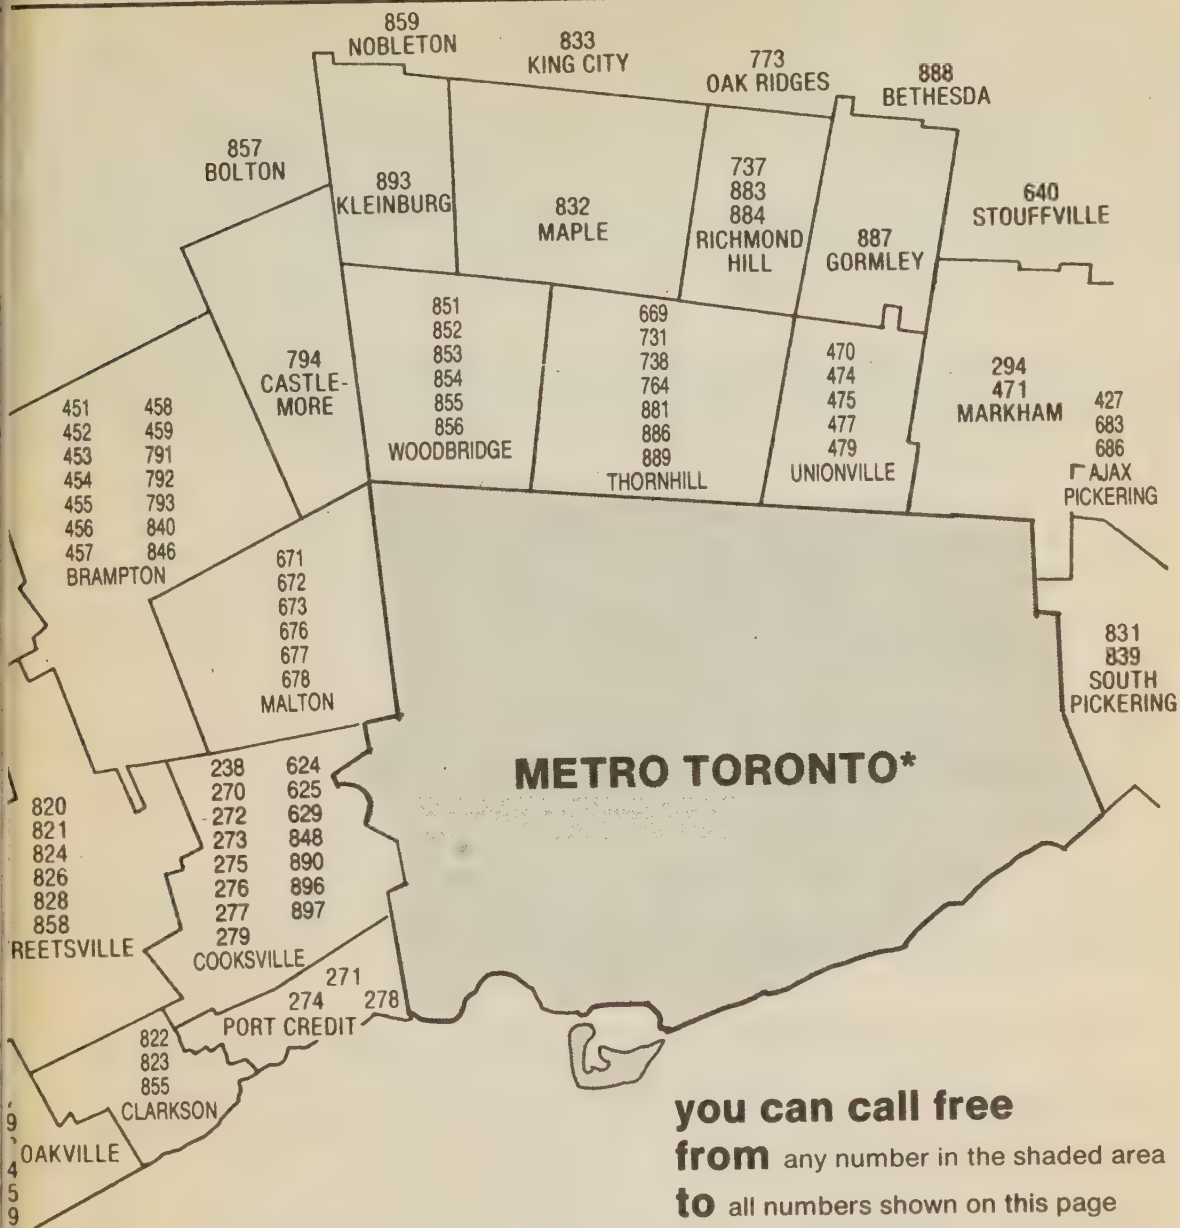 859
NOBLETON
833
KING CITY
773
OAK RIDGES
888
BETHESDA
857
BOLTON
893
KLEINBURG
832
MAPLE
737
883
884
RICHMOND
HILL
887
GORMLEY
640
STOUFFVILLE
794
CASTLE-
MORE
851
852
853
854
855
856
WOODBRIDGE
669
731
738
764
881
886
889
THORNHILL
470
474
475
477
479
UNIONVILLE
294
471
MARKHAM
427
683
686
AJAX
PICKERING
451 458
452 459
453 791
454 792
455 793
456 840
457 846
BRAMPTON
671
672
673
676
677
678
MALTON
831
839
SOUTH
PICKERING
METRO TORONTO*
238 624
270 625
272 629
273 848
275 890
276 896
277 897
279
COOKSVILLE
820
821
824
826
828
858
REETSVILLE
271
274 278
PORT CREDIT
822
823
855
CLARKSON
OAKVILLE
9
4
5
9
you can call free
from any number in the shaded area
to all numbers shown on this page